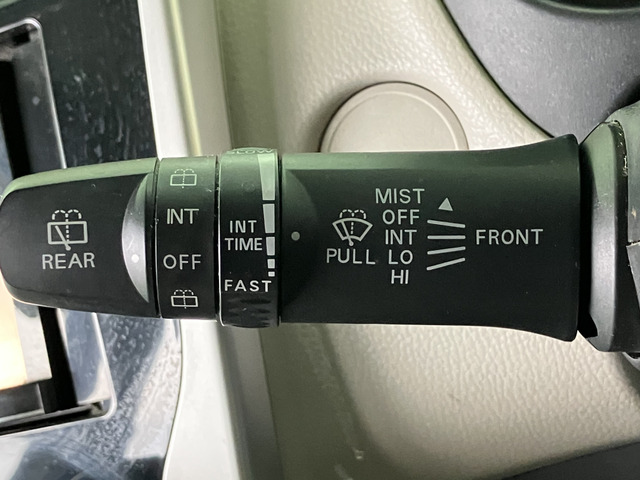 REAR
INT
OFF
INT
TIME
FAST
PULL
MIST
OFF
INT
LO
HI
FRONT